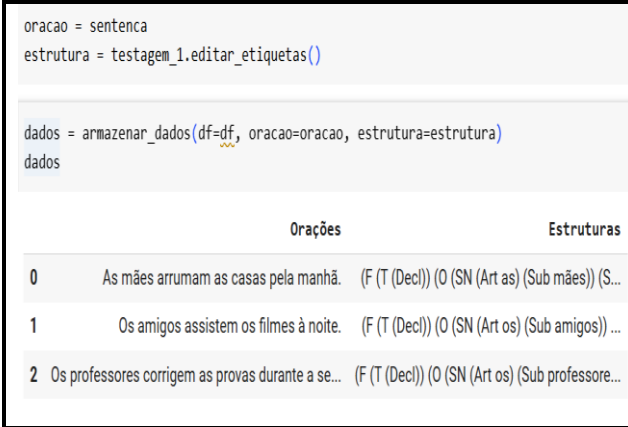 oracao = sentenca
estrutura = testagem_1.editar_etiquetas()
dados = armazenar_dados(df=df, oracao=oracao, estrutura=estrutura)
dados
Orações Estruturas
0 As mães arrumam as casas pela manhã. (F (T (Decl)) (O (SN (Art as) (Sub mães)) (S...
1 Os amigos assistem os filmes à noite. (F (T (Decl)) (O (SN (Art os) (Sub amigos)) ...
2 Os professores corrigem as provas durante a se... (F (T (Decl)) (O (SN (Art os) (Sub professore...